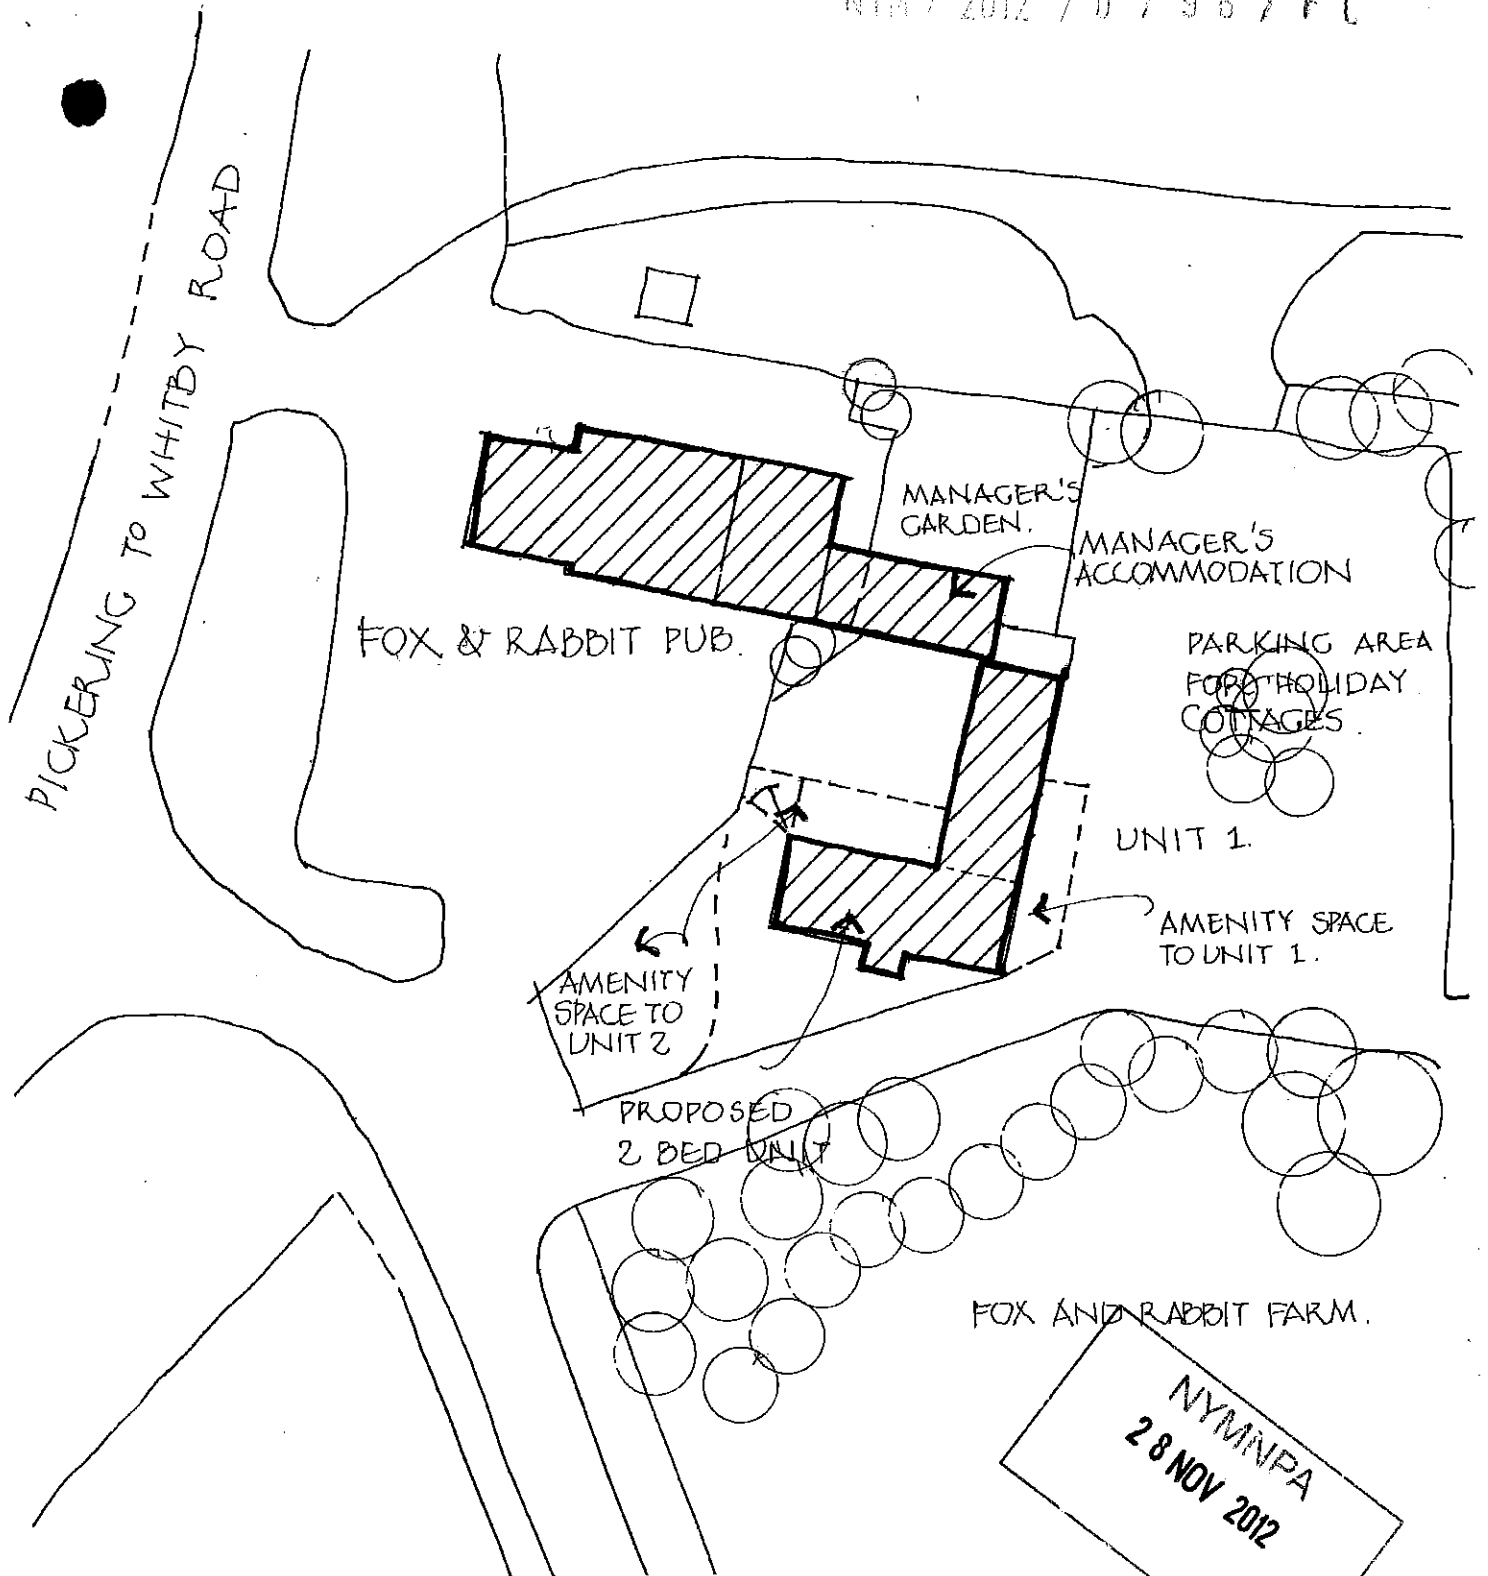 2012
PICKERING TO WHITBY ROAD
MANAGER'S
GARDEN.
MANAGER'S
ACCOMMODATION
FOX & RABBIT PUB.
PARKING AREA
FOR HOLIDAY
COTTAGES.
UNIT 1.
AMENITY SPACE
TO UNIT 1.
AMENITY
SPACE TO
UNIT 2
PROPOSED
2 BED UNIT
FOX AND RABBIT FARM.
NYMNPA
28 NOV 2012